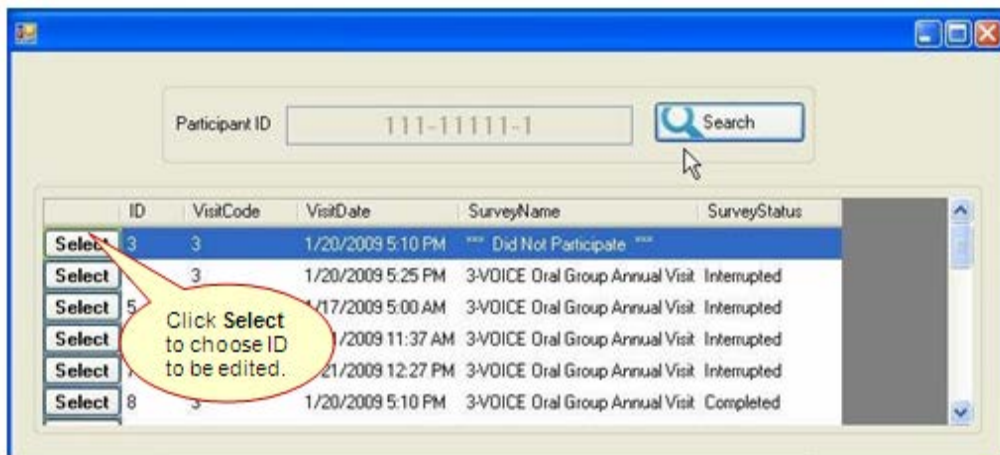 Participant ID 111-11111-1 Search
ID VisitCode VisitDate SurveyName SurveyStatus
Select 3 3 1/20/2009 5:10 PM *** Did Not Participate ***
Select 3 1/20/2009 5:25 PM 3-VOICE Oral Group Annual Visit Interrupted
Select 5 /17/2009 5:00 AM 3-VOICE Oral Group Annual Visit Interrupted
Select 1/2009 11:37 AM 3-VOICE Oral Group Annual Visit Interrupted
Select 21/2009 12:27 PM 3-VOICE Oral Group Annual Visit Interrupted
Select 8 3 1/20/2009 5:10 PM 3-VOICE Oral Group Annual Visit Completed
Click Select
to choose ID
to be edited.